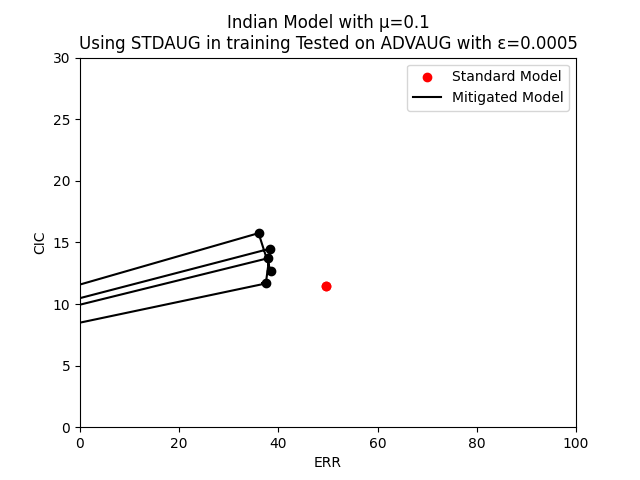 Indian Model with μ=0.1
Using STDAUG in training Tested on ADVAUG with ε=0.0005
Standard Model
Mitigated Model
30
25
20
15
10
5
0
CIC
0 20 40 60 80 100
ERR